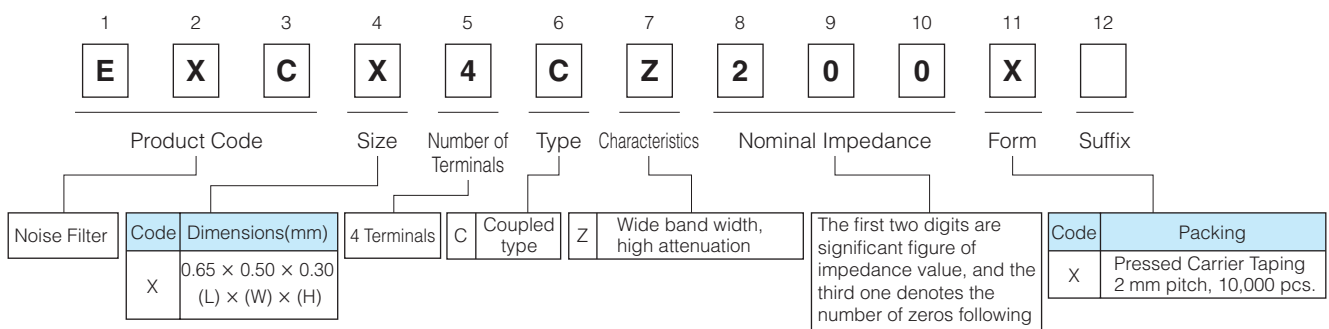 1 2 3 4 5 6 7 8 9 10 11 12
E X C X 4 C Z 2 0 0 X
Product Code Size Number of Terminals Type Characteristics Nominal Impedance Form Suffix
Noise Filter
Code Dimensions(mm)
X 0.65 × 0.50 × 0.30
(L) × (W) × (H)
4 Terminals
C Coupled
type
Z Wide band width,
high attenuation
The first two digits are
significant figure of
impedance value, and the
third one denotes the
number of zeros following
Code Packing
X Pressed Carrier Taping
2 mm pitch, 10,000 pcs.